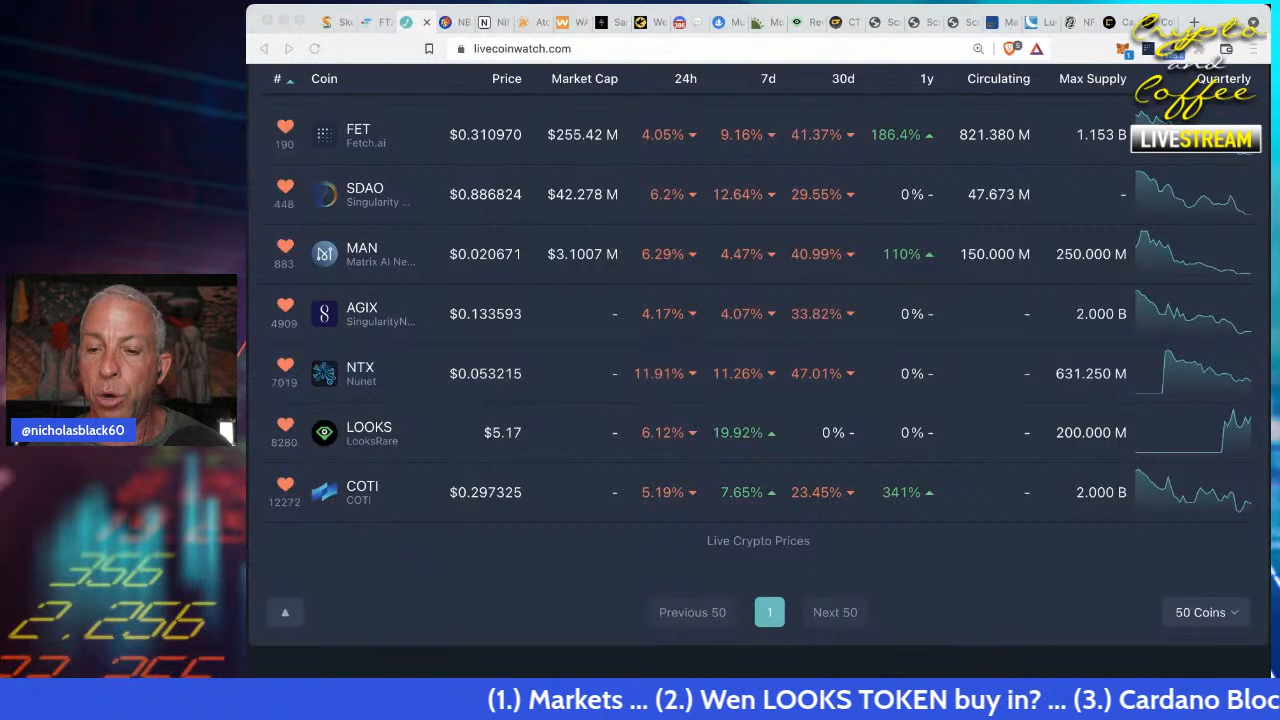 livecoinwatch.com
Crypto
and
Coffee
LIVESTREAM
# Coin Price Market Cap 24h 7d 30d 1y Circulating Max Supply Quarterly
190 FET Fetch.ai $0.310970 $255.42 M 4.05% 9.16% 41.37% 186.4% 821.380 M 1.153 B
448 SDAO Singularity ... $0.886824 $42.278 M 6.2% 12.64% 29.55% 0% - 47.673 M -
883 MAN Matrix AI Ne... $0.020671 $3.1007 M 6.29% 4.47% 40.99% 110% 150.000 M 250.000 M
4909 AGIX SingularityN... $0.133593 - 4.17% 4.07% 33.82% 0% - - 2.000 B
7019 NTX Nunet $0.053215 - 11.91% 11.26% 47.01% 0% - - 631.250 M
8280 LOOKS LooksRare $5.17 - 6.12% 19.92% 0% - 0% - - 200.000 M
12272 COTI COTI $0.297325 - 5.19% 7.65% 23.45% 341% - 2.000 B
Live Crypto Prices
Previous 50 1 Next 50 50 Coins
@nicholasblack60
356
2.256
(1.) Markets ... (2.) Wen LOOKS TOKEN buy in? ... (3.) Cardano Bloc